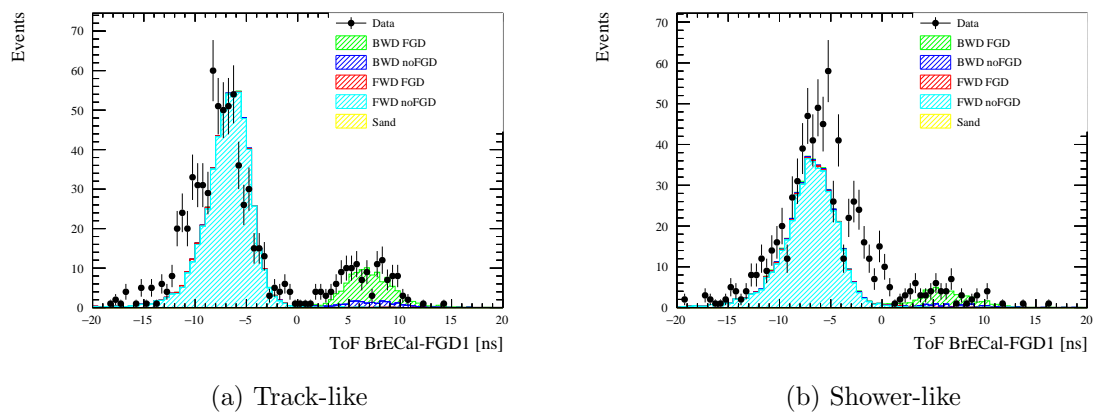 Events
70
60
50
40
30
20
10
0
Data
BWD FGD
BWD noFGD
FWD FGD
FWD noFGD
Sand
−20 −15 −10 −5 0 5 10 15 20
ToF BrECal-FGD1 [ns]
(a) Track-like
Events
70
60
50
40
30
20
10
0
Data
BWD FGD
BWD noFGD
FWD FGD
FWD noFGD
Sand
−20 −15 −10 −5 0 5 10 15 20
ToF BrECal-FGD1 [ns]
(b) Shower-like